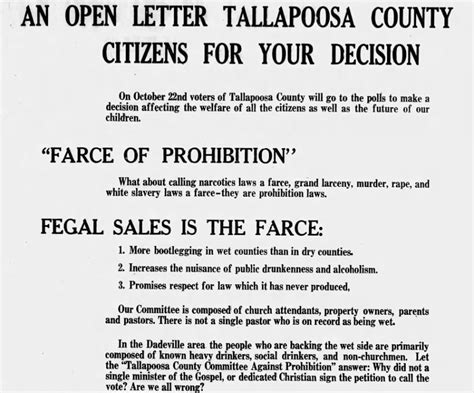 AN OPEN LETTER TALLAPOOSA COUNTY
CITIZENS FOR YOUR DECISION
On October 22nd voters of Tallapoosa County will go to the polls to make a
decision affecting the welfare of all the citizens as well as the future of our
children.
"FARCE OF PROHIBITION"
What about calling narcotics laws a farce, grand larceny, murder, rape, and
white slavery laws a farce-they are prohibition laws.
FEGAL SALES IS THE FARCE:
1. More bootlegging in wet counties than in dry counties.
2. Increases the nuisance of public drunkenness and alcoholism.
3. Promises respect for law which it has never produced.
Our Committee is composed of church attendants, property owners, parents
and pastors. There is not a single pastor who is on record as being wet.
In the Dadeville area the people who are backing the wet side are primarily
composed of known heavy drinkers, social drinkers, and non-churchmen. Let
the "Tallapoosa County Committee Against Prohibition" answer: Why did not a
single minister of the Gospel, or dedicated Christian sign the petition to call the
vote? Are we all wrong?